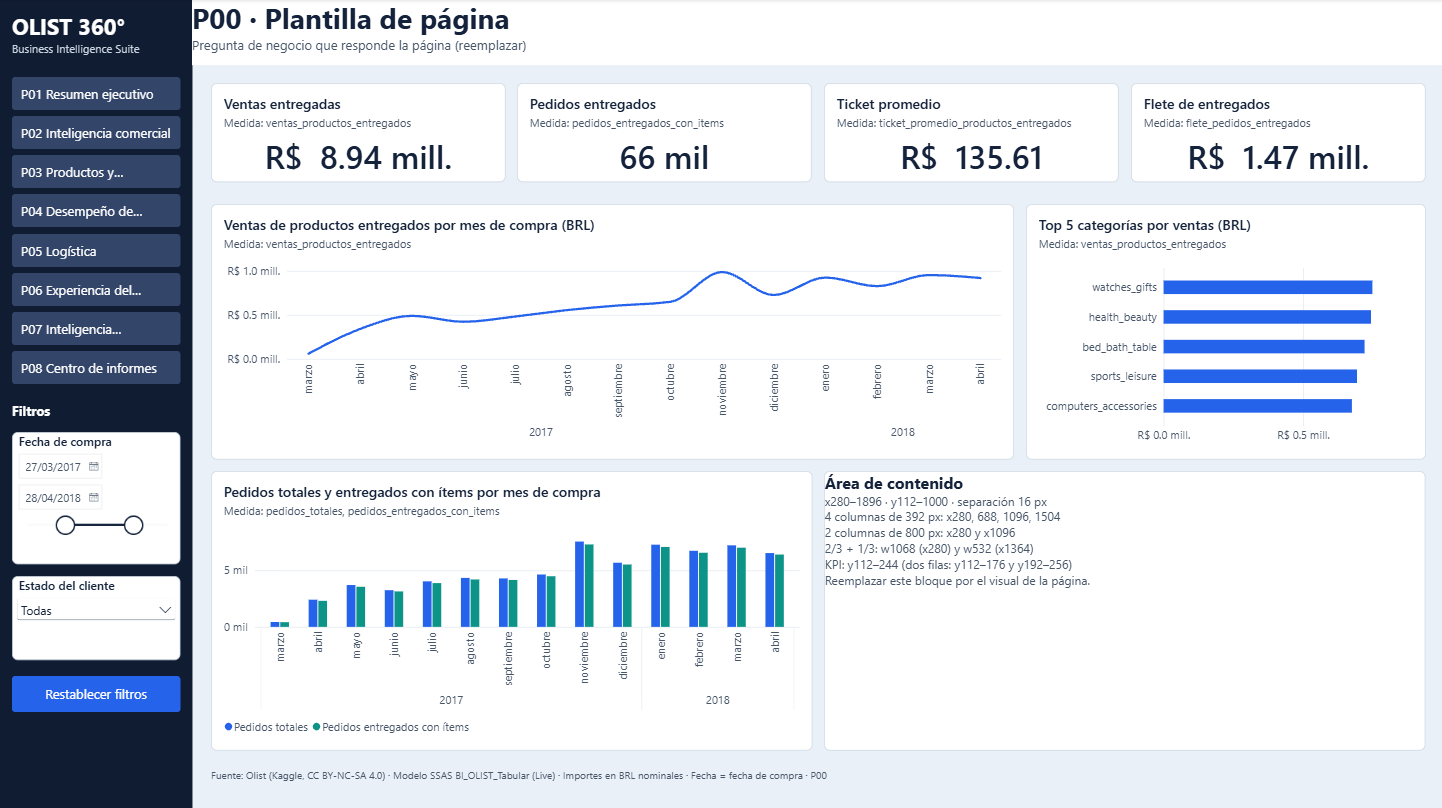 OLIST 360°
Business Intelligence Suite
P01 Resumen ejecutivo
P02 Inteligencia comercial
P03 Productos y...
P04 Desempeño de...
P05 Logística
P06 Experiencia del...
P07 Inteligencia...
P08 Centro de informes
Filtros
Fecha de compra
27/03/2017
28/04/2018
Estado del cliente
Todas
Restablecer filtros
P00 · Plantilla de página
Pregunta de negocio que responde la página (reemplazar)
Ventas entregadas
Medida: ventas_productos_entregados
R$ 8.94 mill.
Pedidos entregados
Medida: pedidos_entregados_con_items
66 mil
Ticket promedio
Medida: ticket_promedio_productos_entregados
R$ 135.61
Flete de entregados
Medida: flete_pedidos_entregados
R$ 1.47 mill.
Ventas de productos entregados por mes de compra (BRL)
Medida: ventas_productos_entregados
R$ 1.0 mill.
R$ 0.5 mill.
R$ 0.0 mill.
marzo
abril
mayo
junio
julio
agosto
septiembre
octubre
noviembre
diciembre
enero
febrero
marzo
abril
2017
2018
Top 5 categorías por ventas (BRL)
Medida: ventas_productos_entregados
watches_gifts
health_beauty
bed_bath_table
sports_leisure
computers_accessories
R$ 0.0 mill.
R$ 0.5 mill.
Pedidos totales y entregados con ítems por mes de compra
Medida: pedidos_totales, pedidos_entregados_con_items
5 mil
0 mil
marzo
abril
mayo
junio
julio
agosto
septiembre
octubre
noviembre
diciembre
enero
febrero
marzo
abril
2017
2018
Pedidos totales
Pedidos entregados con ítems
Área de contenido
x280–1896 · y112–1000 · separación 16 px
4 columnas de 392 px: x280, 688, 1096, 1504
2 columnas de 800 px: x280 y x1096
2/3 + 1/3: w1068 (x280) y w532 (x1364)
KPI: y112–244 (dos filas: y112–176 y y192–256)
Reemplazar este bloque por el visual de la página.
Fuente: Olist (Kaggle, CC BY-NC-SA 4.0) · Modelo SSAS BI_OLIST_Tabular (Live) · Importes en BRL nominales · Fecha = fecha de compra · P00